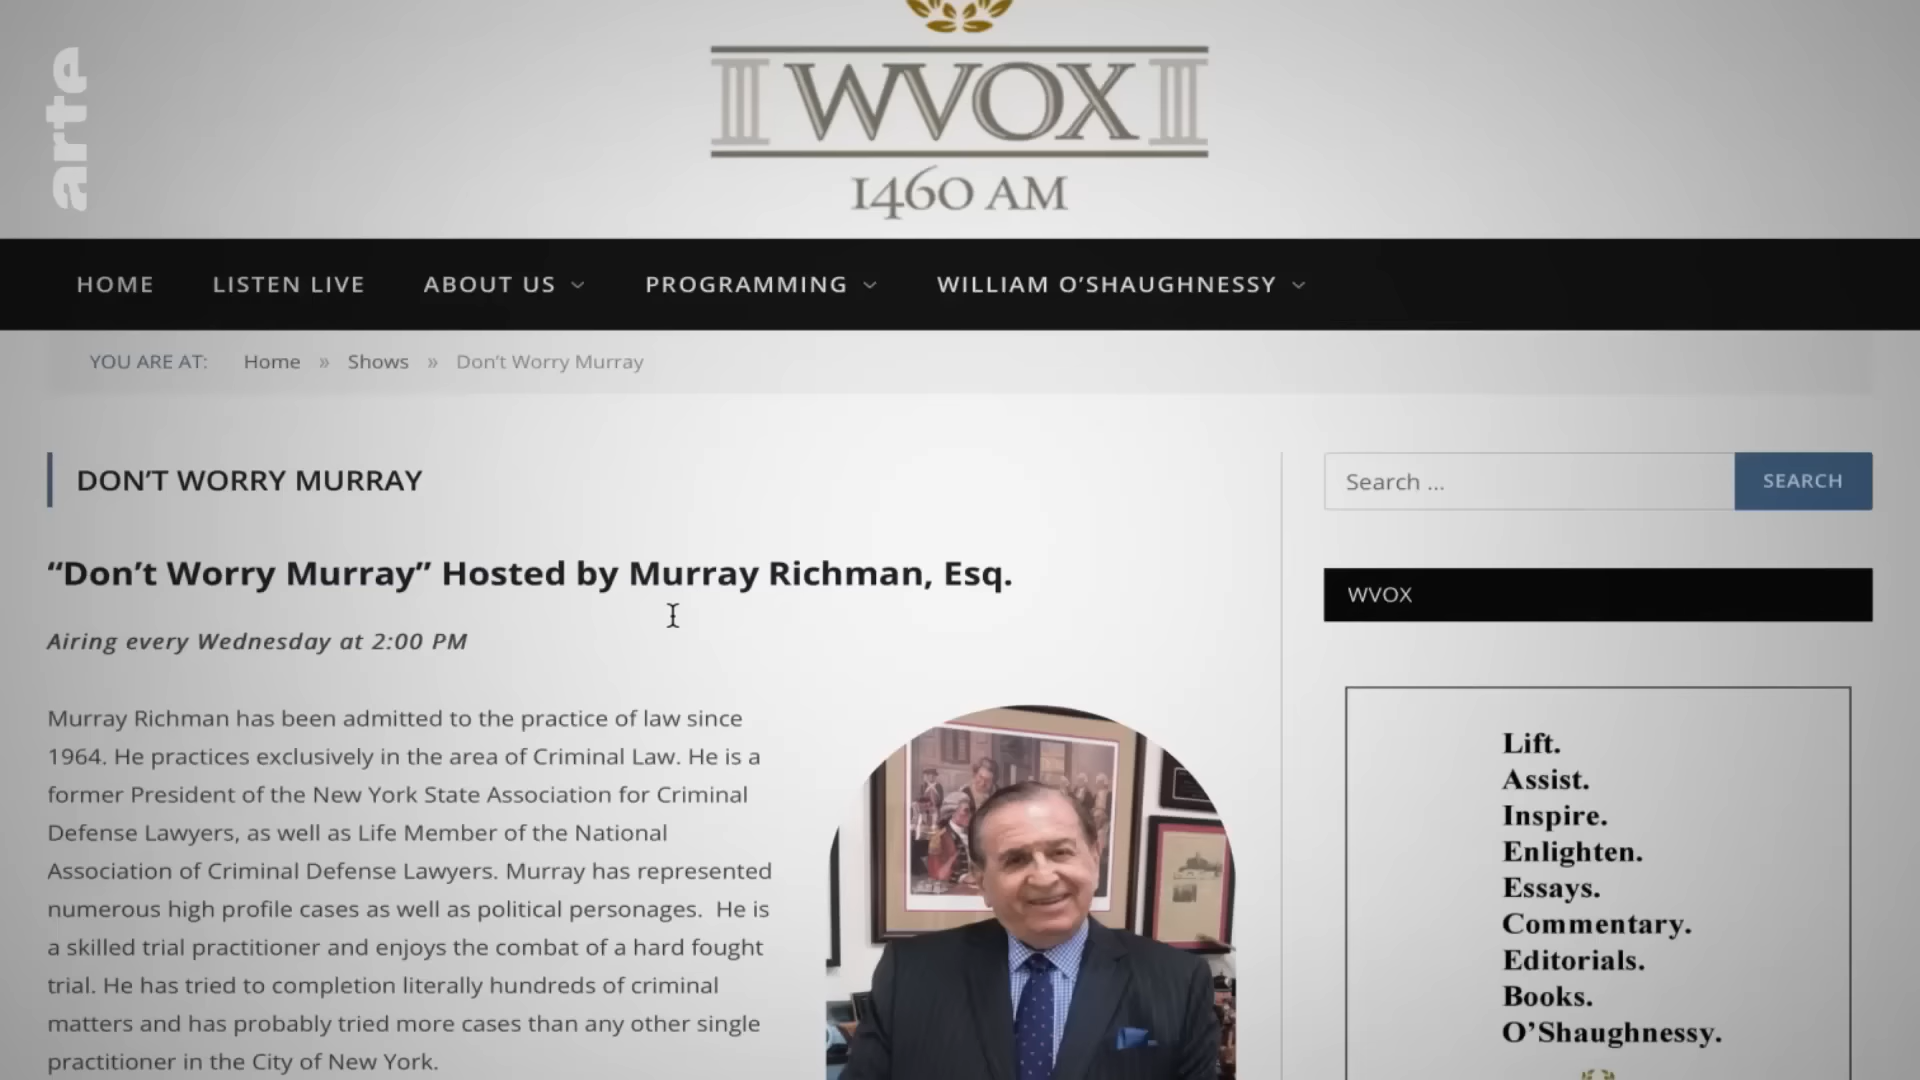 arte
WVOX
1460 AM
HOME
LISTEN LIVE
ABOUT US
PROGRAMMING
WILLIAM O’SHAUGHNESSY
YOU ARE AT: Home » Shows » Don’t Worry Murray
DON’T WORRY MURRAY
“Don’t Worry Murray” Hosted by Murray Richman, Esq.
Airing every Wednesday at 2:00 PM
Murray Richman has been admitted to the practice of law since
1964. He practices exclusively in the area of Criminal Law. He is a
former President of the New York State Association for Criminal
Defense Lawyers, as well as Life Member of the National
Association of Criminal Defense Lawyers. Murray has represented
numerous high profile cases as well as political personages.  He is
a skilled trial practitioner and enjoys the combat of a hard fought
trial. He has tried to completion literally hundreds of criminal
matters and has probably tried more cases than any other single
practitioner in the City of New York.
Search ...
SEARCH
WVOX
Lift.
Assist.
Inspire.
Enlighten.
Essays.
Commentary.
Editorials.
Books.
O’Shaughnessy.